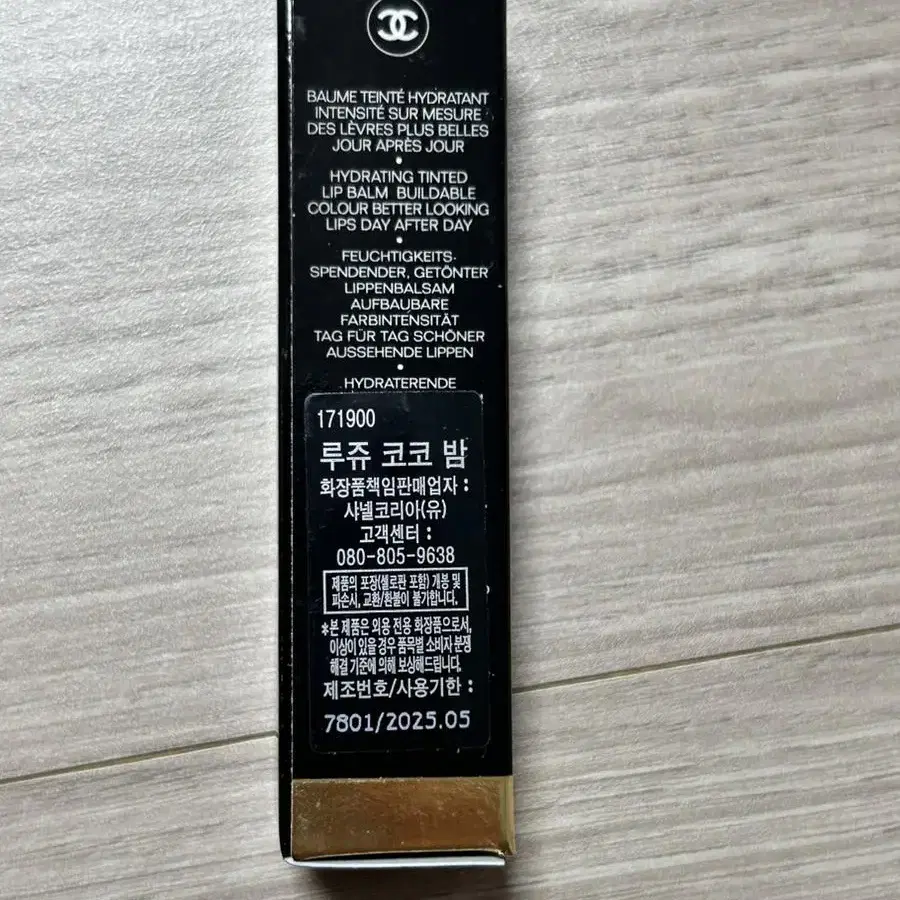 BAUME TEINTÉ HYDRATANT
INTENSITÉ SUR MESURE
DES LÈVRES PLUS BELLES
JOUR APRÈS JOUR
•
HYDRATING TINTED
LIP BALM BUILDABLE
COLOUR BETTER LOOKING
LIPS DAY AFTER DAY
•
FEUCHTIGKEITS-
SPENDENDER, GETÖNTER
LIPPENBALSAM
AUFBAUBARE
FARBINTENSITÄT
TAG FÜR TAG SCHÖNER
AUSSEHENDE LIPPEN
•
HYDRATERENDE
171900
루쥬 코코 밤
화장품책임판매업자 :
샤넬코리아(유)
고객센터 :
080-805-9638
제품의 포장(셀로판 포함) 개봉 및
파손시, 교환/환불이 불가합니다.
*본 제품은 외용 전용 화장품으로서,
이상이 있을 경우 품목별 소비자 분쟁
해결 기준에 의해 보상해드립니다.
제조번호/사용기한 :
7801/2025.05